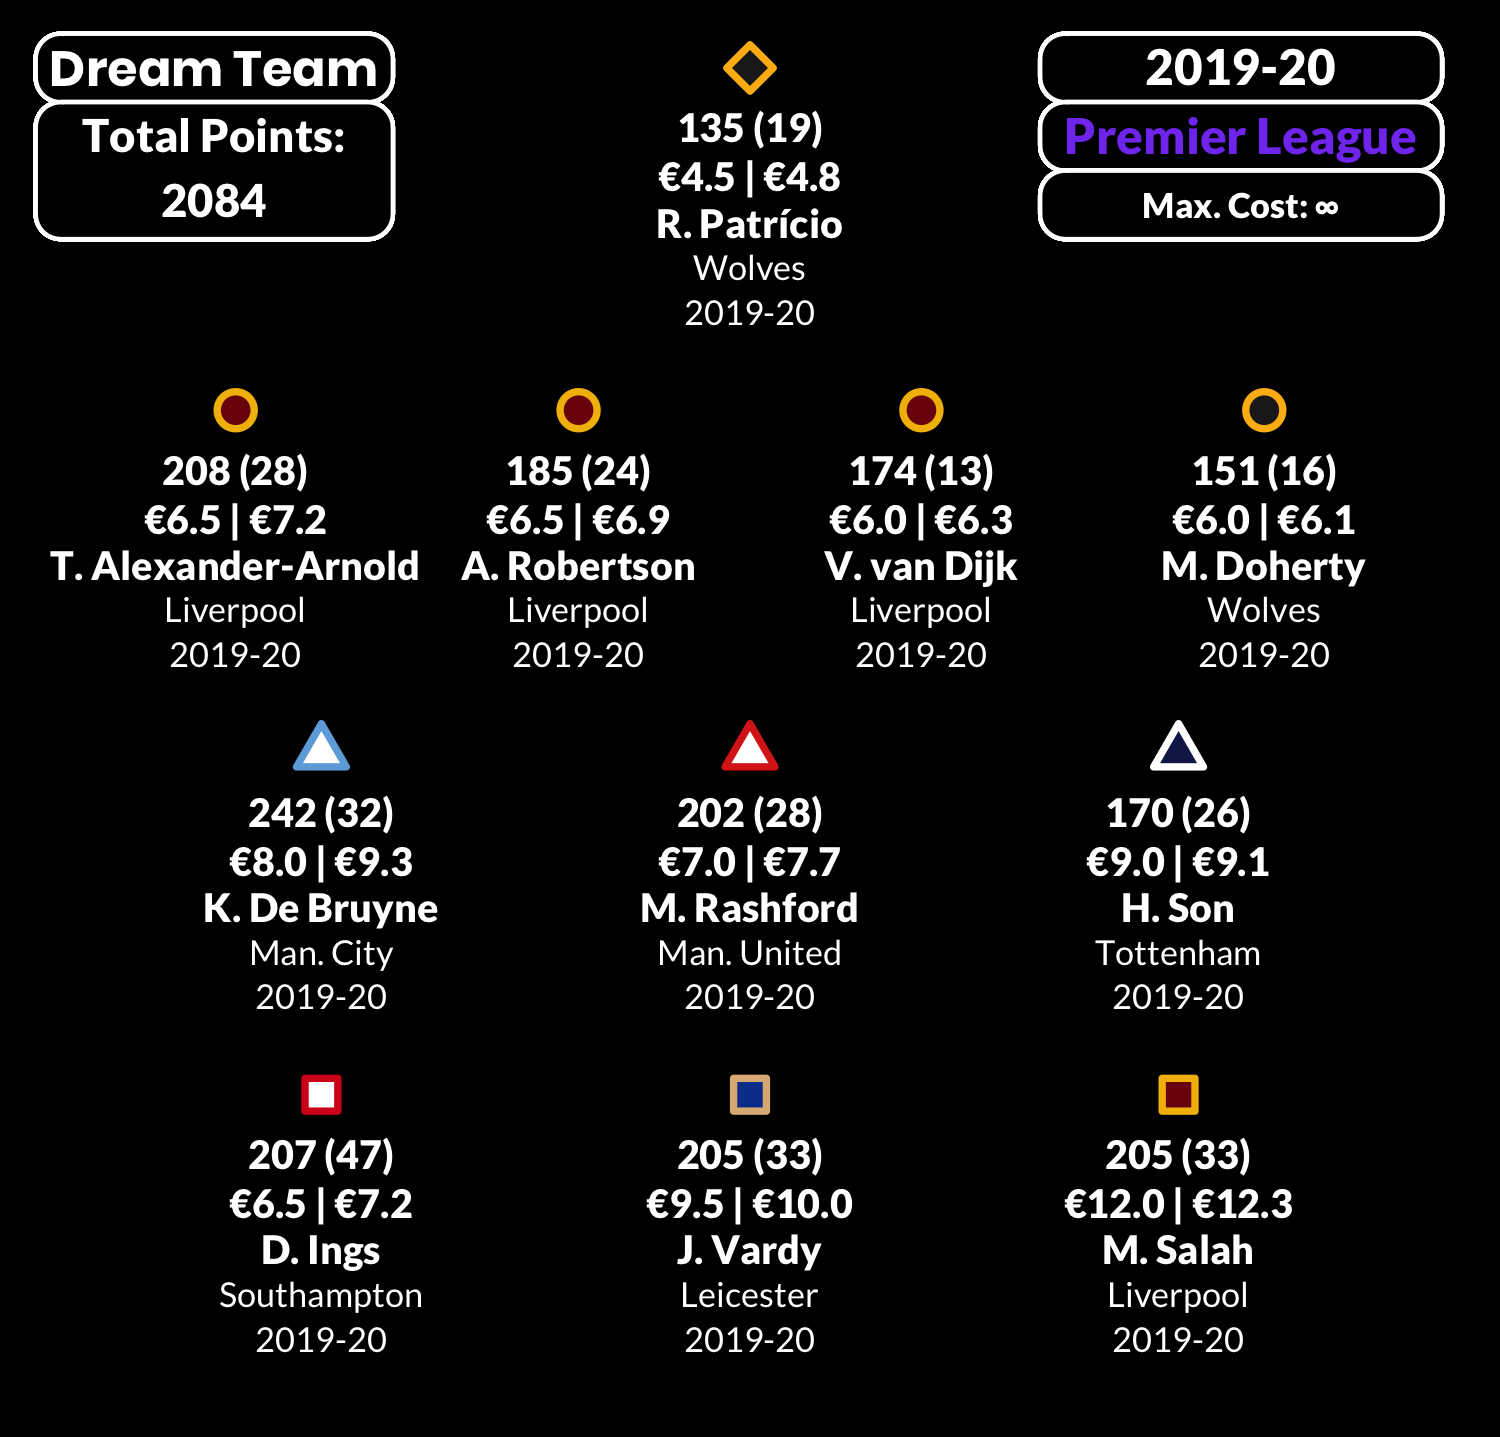 Dream Team
Total Points:
2084
2019-20
Premier League
Max. Cost: ∞
135 (19)
€4.5 | €4.8
R. Patrício
Wolves
2019-20
208 (28)
€6.5 | €7.2
T. Alexander-Arnold
Liverpool
2019-20
185 (24)
€6.5 | €6.9
A. Robertson
Liverpool
2019-20
174 (13)
€6.0 | €6.3
V. van Dijk
Liverpool
2019-20
151 (16)
€6.0 | €6.1
M. Doherty
Wolves
2019-20
242 (32)
€8.0 | €9.3
K. De Bruyne
Man. City
2019-20
202 (28)
€7.0 | €7.7
M. Rashford
Man. United
2019-20
170 (26)
€9.0 | €9.1
H. Son
Tottenham
2019-20
207 (47)
€6.5 | €7.2
D. Ings
Southampton
2019-20
205 (33)
€9.5 | €10.0
J. Vardy
Leicester
2019-20
205 (33)
€12.0 | €12.3
M. Salah
Liverpool
2019-20